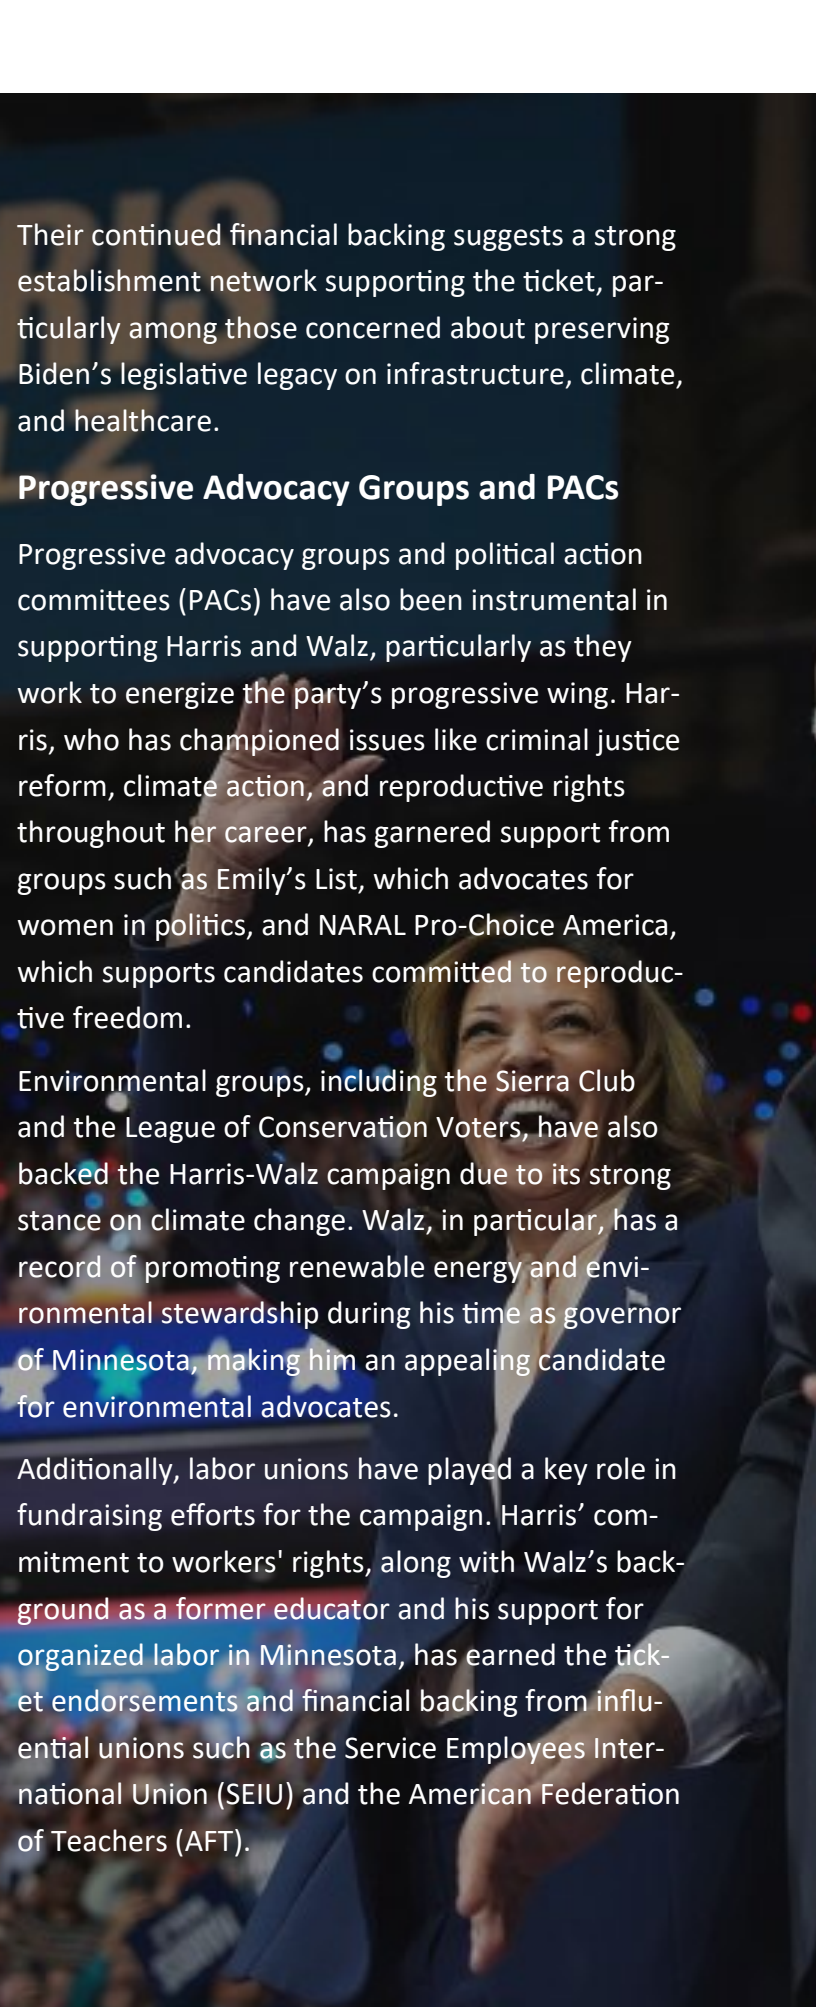 RIS
LZ
Their continued financial backing suggests a strong
establishment network supporting the ticket, par-
ticularly among those concerned about preserving
Biden’s legislative legacy on infrastructure, climate,
and healthcare.
Progressive Advocacy Groups and PACs
Progressive advocacy groups and political action
committees (PACs) have also been instrumental in
supporting Harris and Walz, particularly as they
work to energize the party’s progressive wing. Har-
ris, who has championed issues like criminal justice
reform, climate action, and reproductive rights
throughout her career, has garnered support from
groups such as Emily’s List, which advocates for
women in politics, and NARAL Pro-Choice America,
which supports candidates committed to reproduc-
tive freedom.
Environmental groups, including the Sierra Club
and the League of Conservation Voters, have also
backed the Harris-Walz campaign due to its strong
stance on climate change. Walz, in particular, has a
record of promoting renewable energy and envi-
ronmental stewardship during his time as governor
of Minnesota, making him an appealing candidate
for environmental advocates.
Additionally, labor unions have played a key role in
fundraising efforts for the campaign. Harris’ com-
mitment to workers' rights, along with Walz’s back-
ground as a former educator and his support for
organized labor in Minnesota, has earned the tick-
et endorsements and financial backing from influ-
ential unions such as the Service Employees Inter-
national Union (SEIU) and the American Federation
of Teachers (AFT).